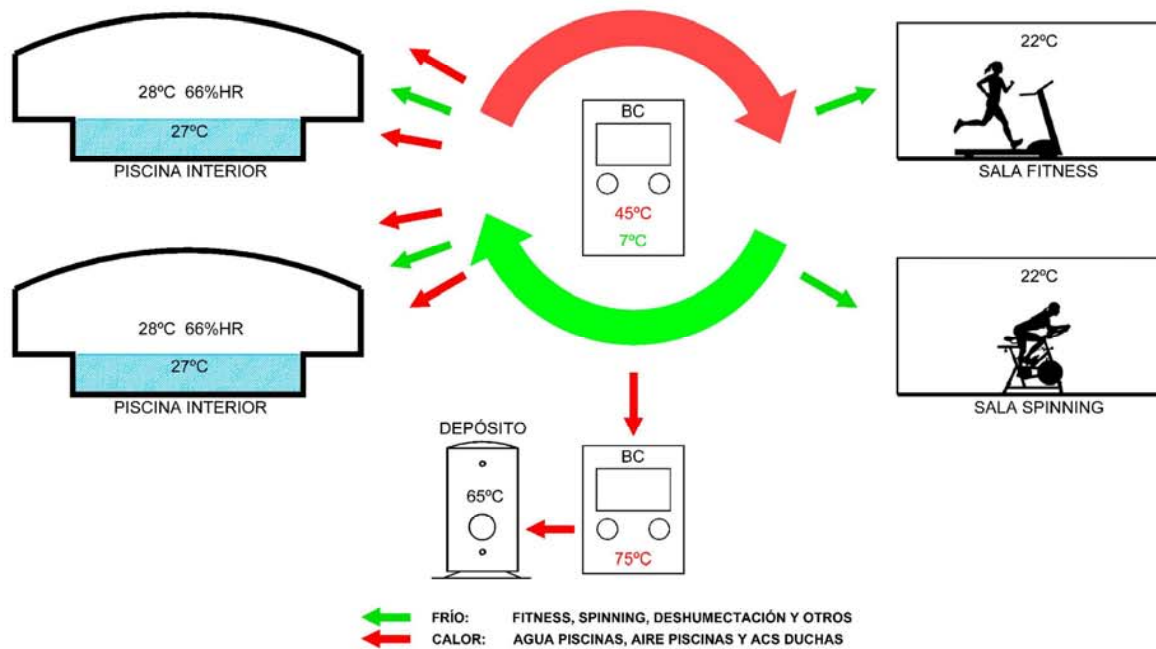 28ºC 66%HR
27ºC
PISCINA INTERIOR
BC
45ºC
7ºC
22ºC
SALA FITNESS
28ºC 66%HR
27ºC
PISCINA INTERIOR
22ºC
SALA SPINNING
DEPÓSITO
65ºC
BC
75ºC
FRÍO: FITNESS, SPINNING, DESHUMECTACIÓN Y OTROS
CALOR: AGUA PISCINAS, AIRE PISCINAS Y ACS DUCHAS